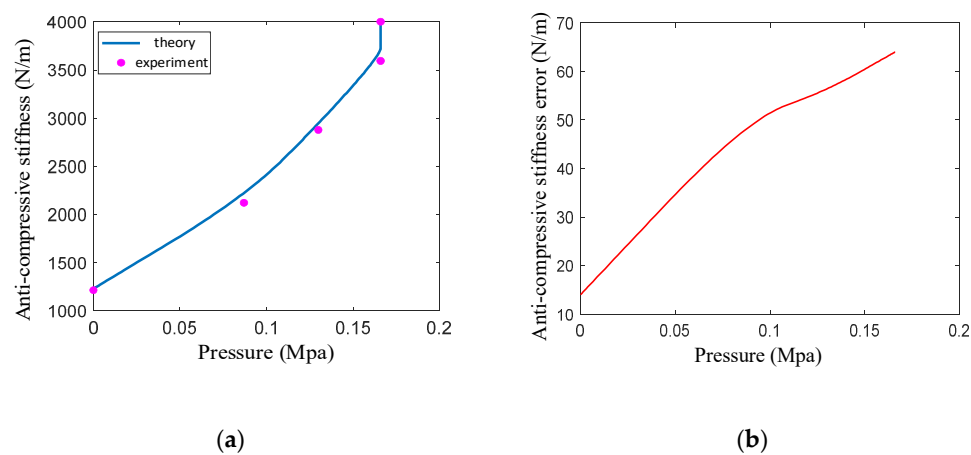 4000
3500
3000
2500
2000
1500
1000
Anti-compressive stiffness (N/m)
theory
experiment
0 0.05 0.1 0.15 0.2
Pressure (Mpa)
(a)
70
60
50
40
30
20
10
Anti-compressive stiffness error (N/m)
0 0.05 0.1 0.15 0.2
Pressure (Mpa)
(b)